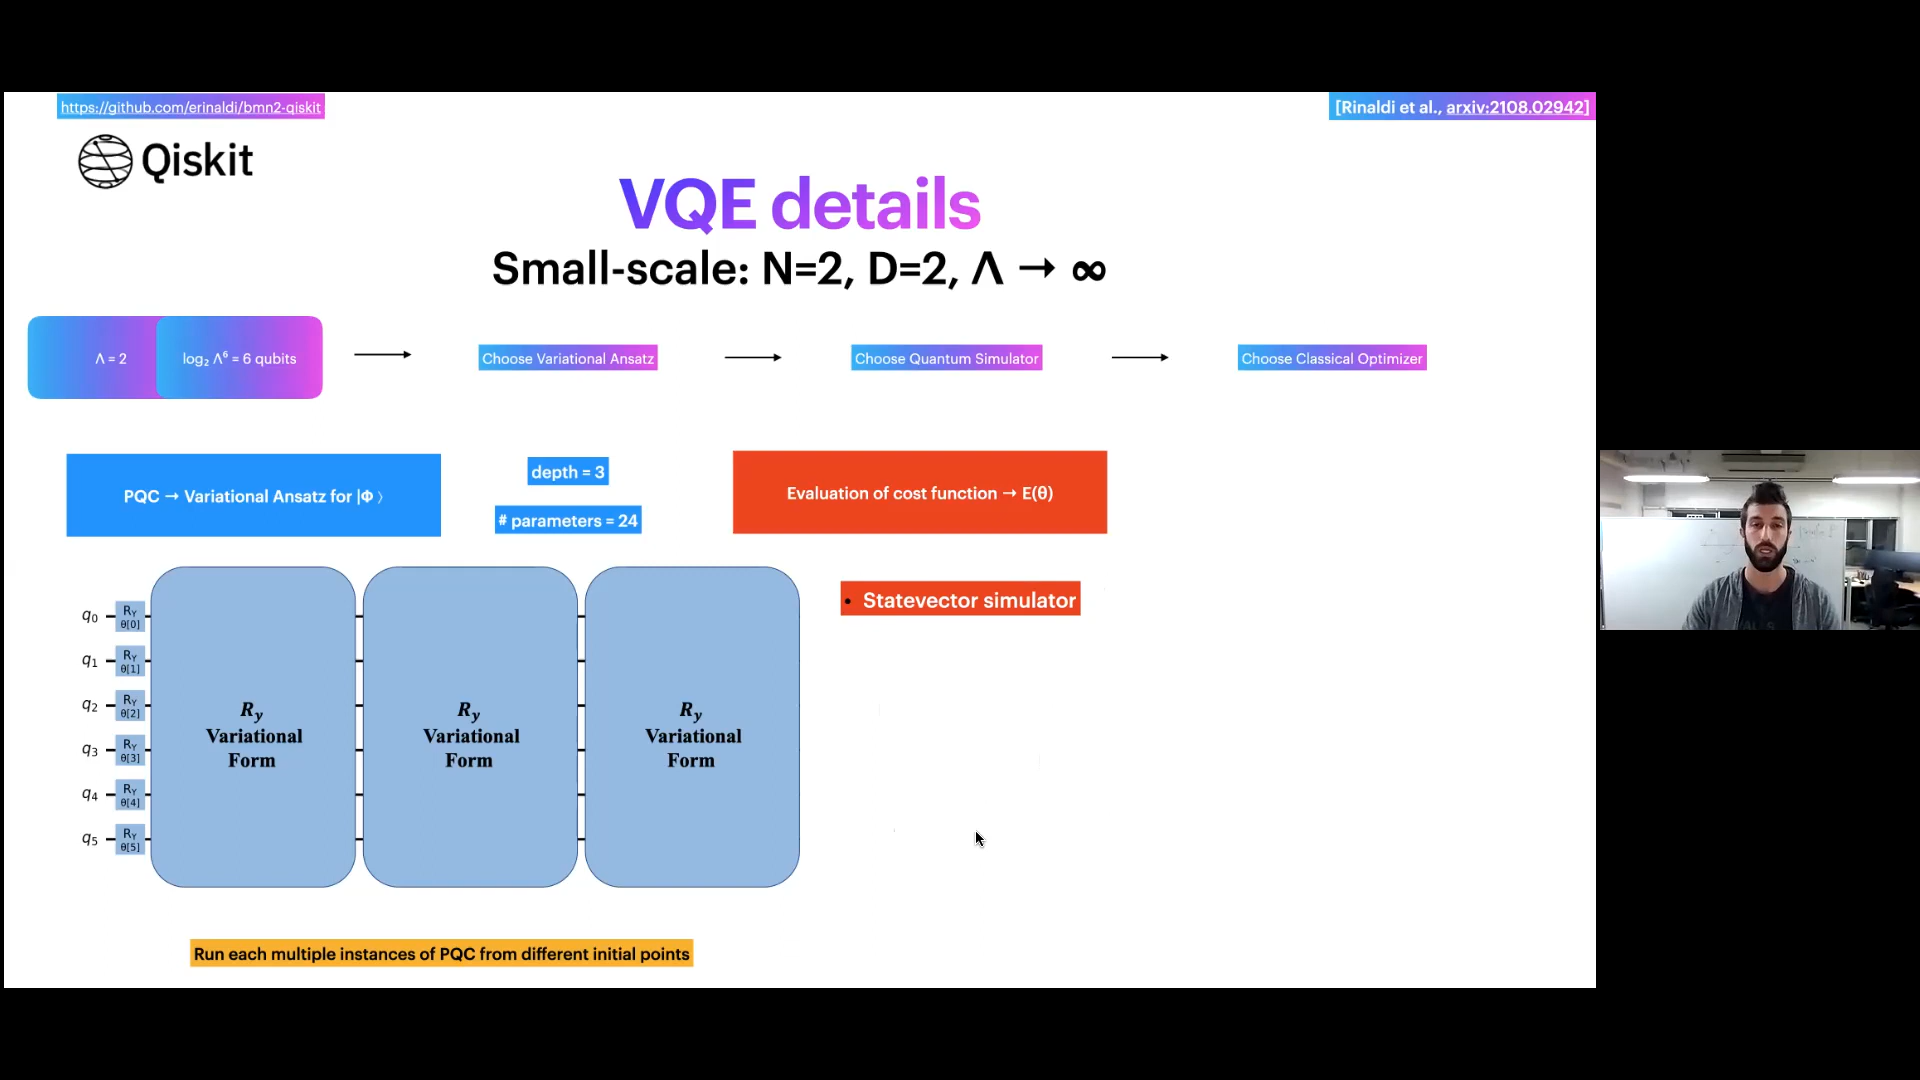 https://github.com/erinaldi/bmn2-qiskit
[Rinaldi et al., arxiv:2108.02942]
Qiskit
VQE details
Small-scale: N=2, D=2, Λ → ∞
Λ = 2
log₂ Λ⁶ = 6 qubits
Choose Variational Ansatz
Choose Quantum Simulator
Choose Classical Optimizer
PQC → Variational Ansatz for |Φ⟩
depth = 3
# parameters = 24
Evaluation of cost function → E(θ)
• Statevector simulator
q₀ R_Y θ[0]
q₁ R_Y θ[1]
q₂ R_Y θ[2]
q₃ R_Y θ[3]
q₄ R_Y θ[4]
q₅ R_Y θ[5]
R_y
Variational
Form
R_y
Variational
Form
R_y
Variational
Form
Run each multiple instances of PQC from different initial points